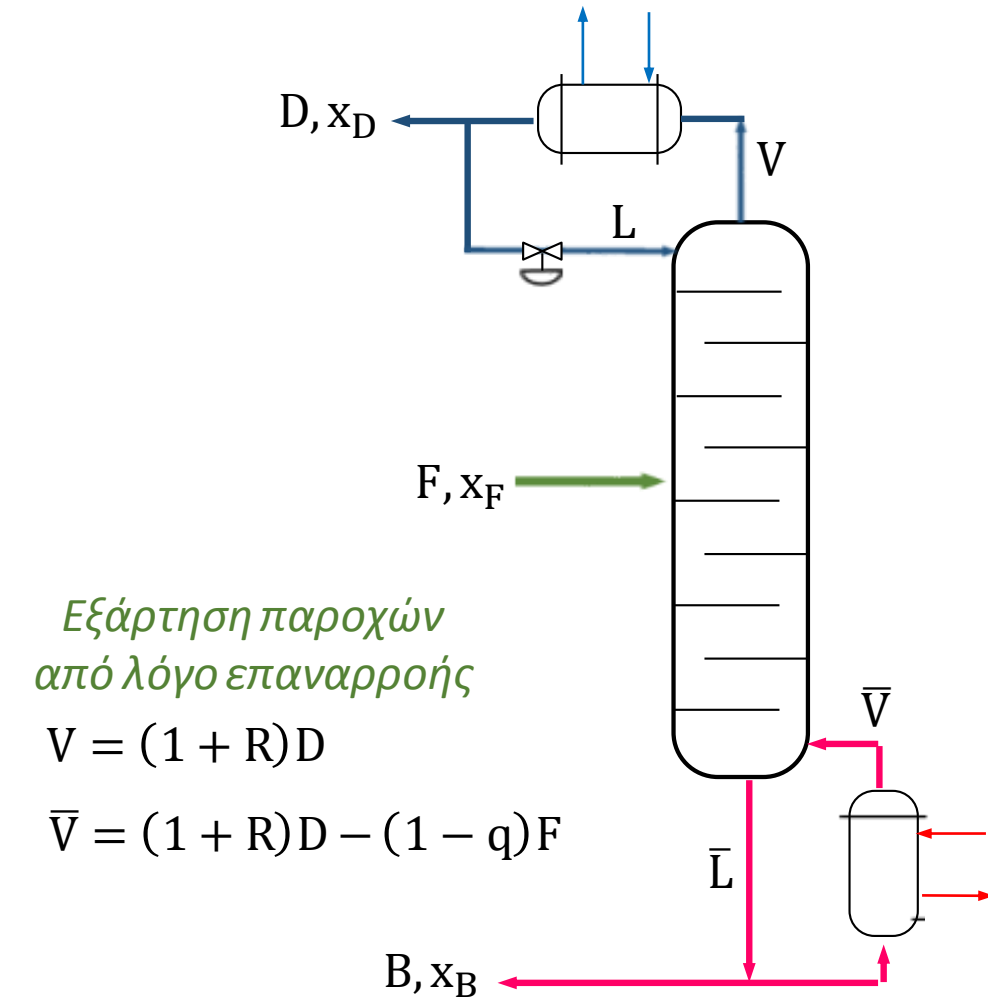 D, x_D
V
L
F, x_F
Εξάρτηση παροχών
από λόγο επαναρροής
V = (1 + R)D
V̅ = (1 + R)D − (1 − q)F
V̅
L̅
B, x_B